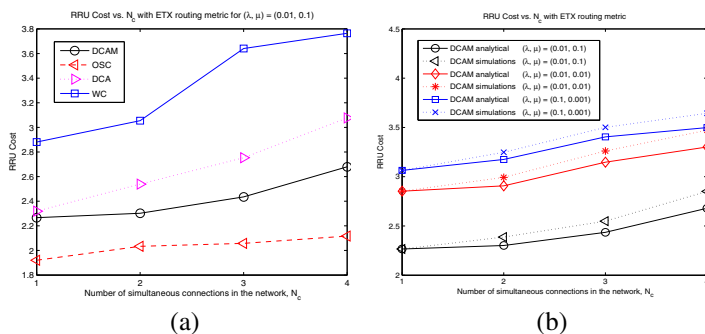 RRU Cost vs. N_c with ETX routing metric for (λ, μ) = (0.01, 0.1)
3.8
3.6
3.4
3.2
3
2.8
2.6
2.4
2.2
2
1.8
RRU Cost
DCAM
OSC
DCA
WC
1
2
3
4
Number of simultaneous connections in the network, N_c
(a)
RRU Cost vs. N_c with ETX routing metric
4.5
4
3.5
3
2.5
2
RRU Cost
DCAM analytical (λ, μ) = (0.01, 0.1)
DCAM simulations (λ, μ) = (0.01, 0.1)
DCAM analytical (λ, μ) = (0.01, 0.01)
DCAM simulations (λ, μ) = (0.01, 0.01)
DCAM analytical (λ, μ) = (0.1, 0.001)
DCAM simulations (λ, μ) = (0.1, 0.001)
1
2
3
Number of simultaneous connections in the network, N_c
(b)